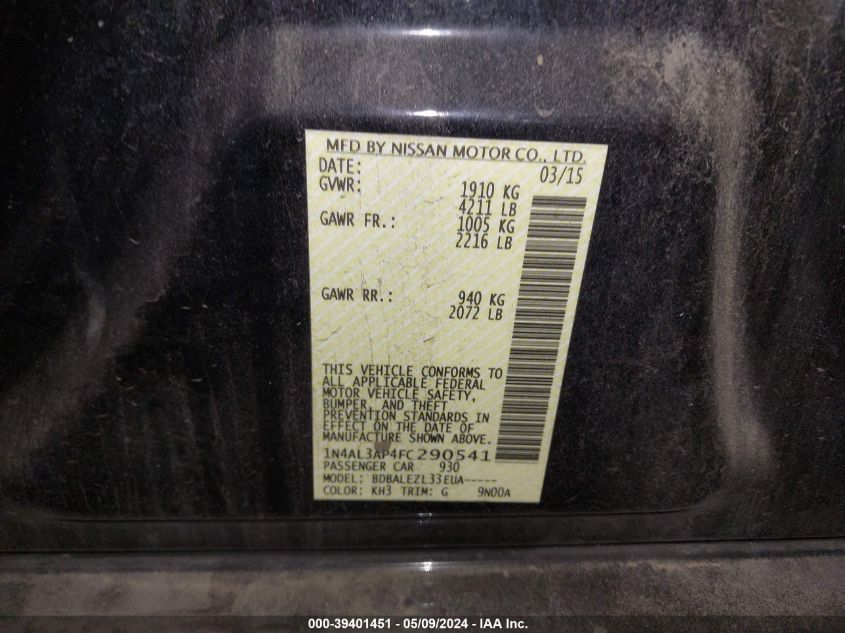 MFD BY NISSAN MOTOR CO., LTD.
DATE: 03/15
GVWR: 1910 KG
4211 LB
GAWR FR.: 1005 KG
2216 LB
GAWR RR.: 940 KG
2072 LB
THIS VEHICLE CONFORMS TO
ALL APPLICABLE FEDERAL
MOTOR VEHICLE SAFETY,
BUMPER, AND THEFT
PREVENTION STANDARDS IN
EFFECT ON THE DATE OF
MANUFACTURE SHOWN ABOVE.
1N4AL3AP4FC290541
PASSENGER CAR 930
MODEL: BDBALEZL33EUA-----
COLOR: KH3 TRIM: G 9N00A
000-39401451 - 05/09/2024 - IAA Inc.